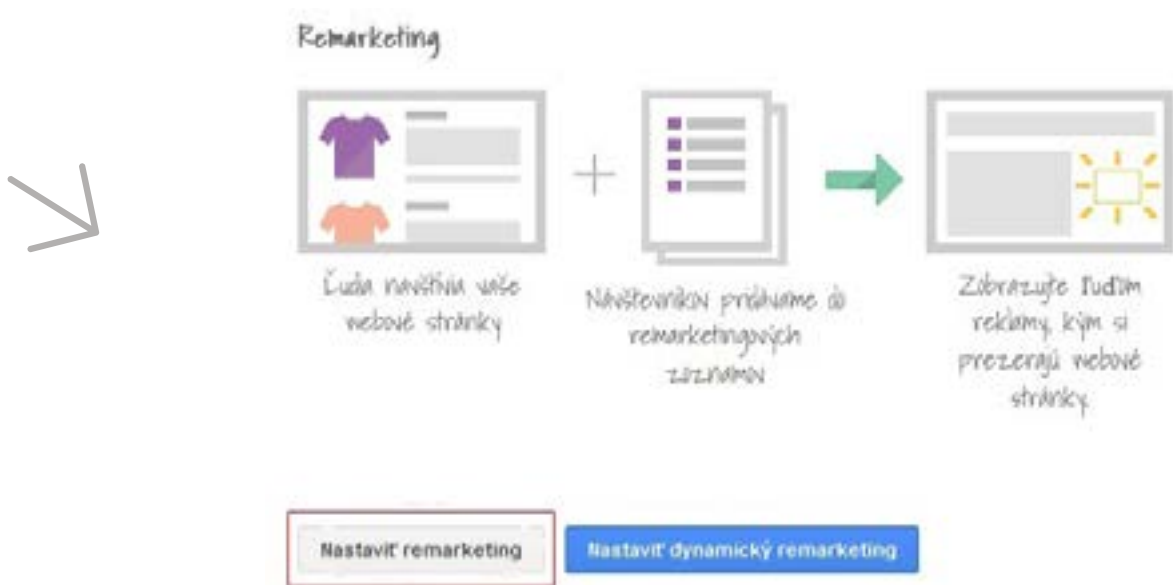 Remarketing
Ľudia navštívia vaše
webové stránky
Návštevníkov pridávame do
remarketingových
zoznamov
Zobrazujte ľuďom
reklamy, kým si
prezerajú webové
stránky.
Nastaviť remarketing
Nastaviť dynamický remarketing